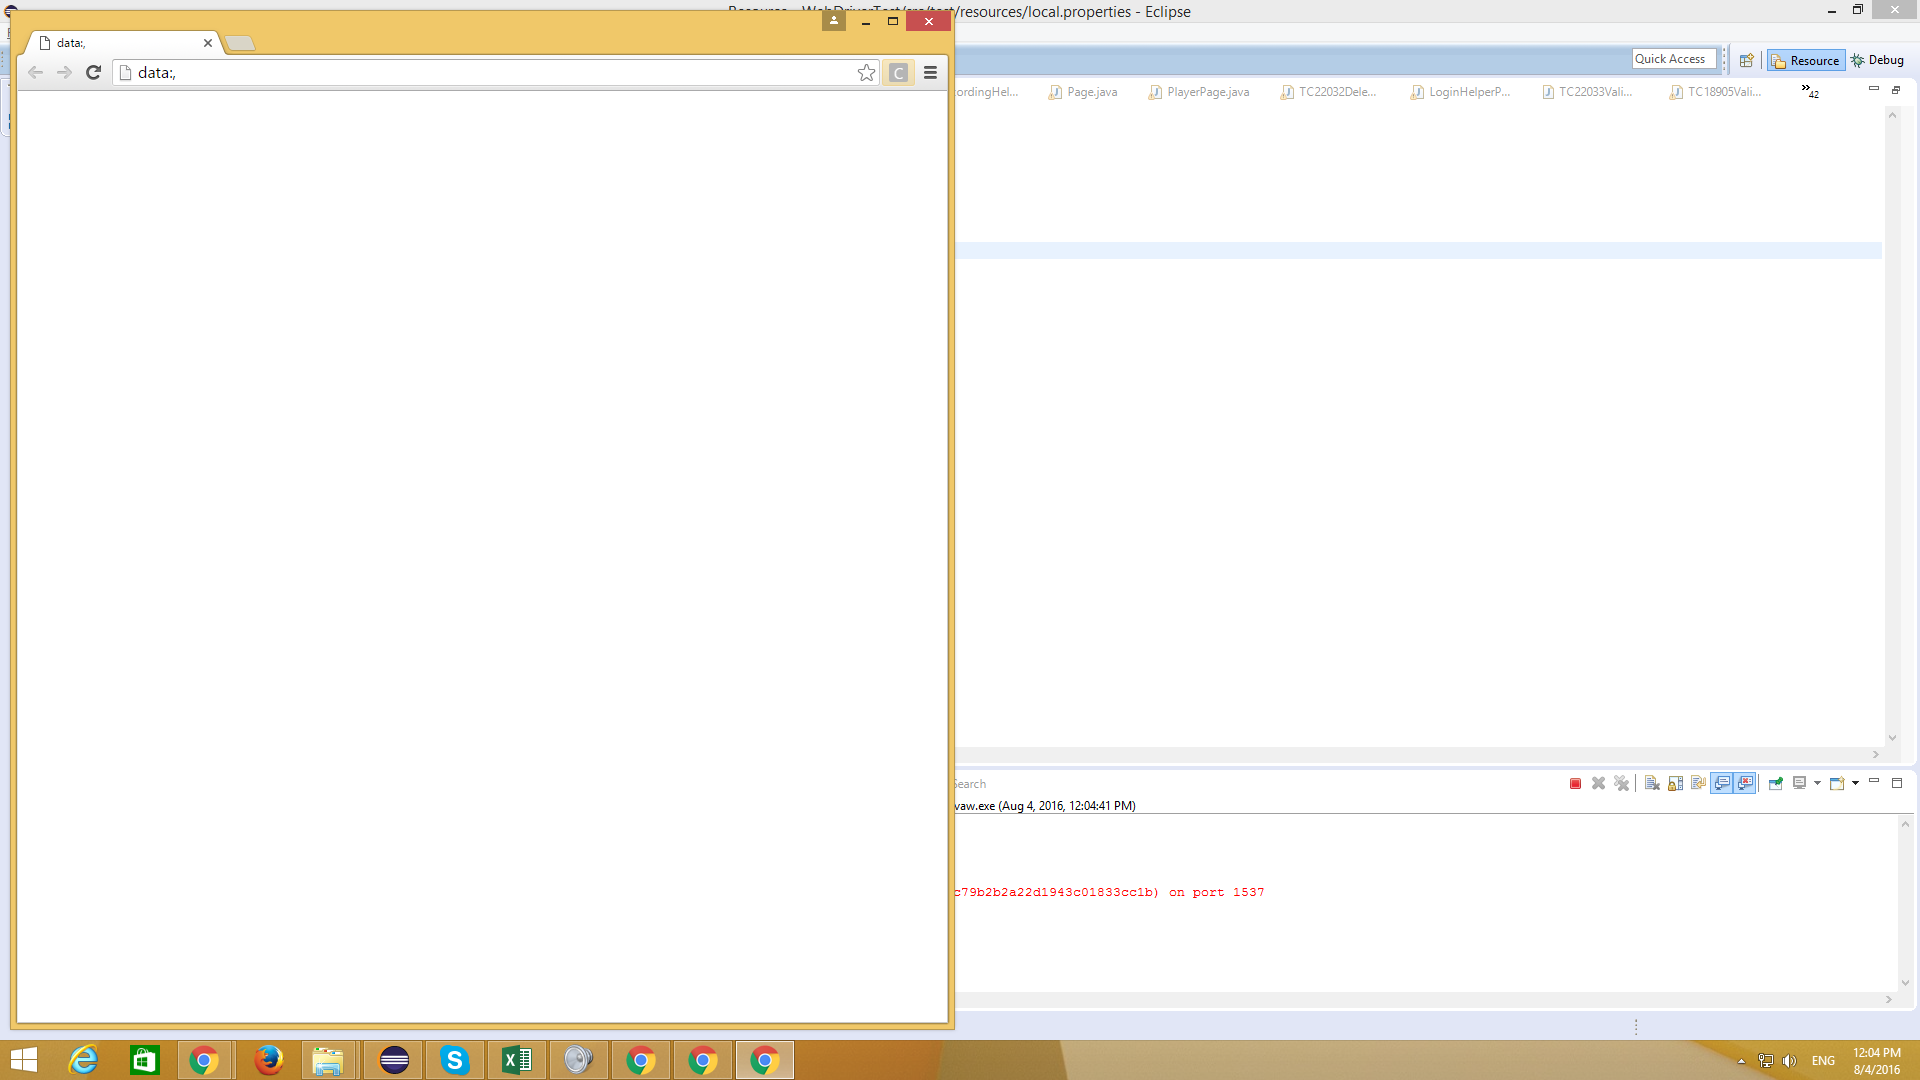 /resources/local.properties - Eclipse
data:,
data:,
C
Quick Access
Resource
Debug
cordingHel...
Page.java
PlayerPage.java
TC22032Dele...
LoginHelperP...
TC22033Vali...
TC18905Vali...
42
Search
vaw.exe (Aug 4, 2016, 12:04:41 PM)
c79b2b2a22d1943c01833cc1b) on port 1537
ENG
12:04 PM
8/4/2016